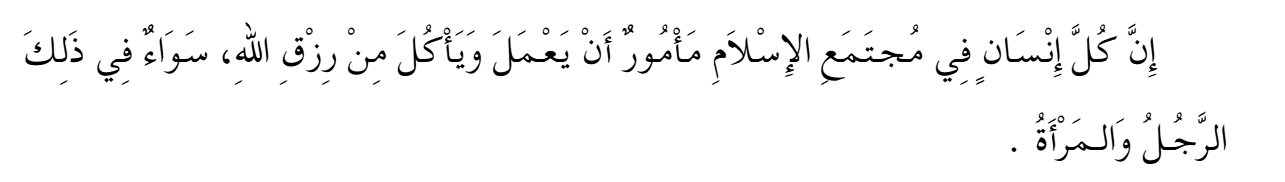 إِنَّ كُلَّ إِنْسَانٍ فِي مُجتَمَعِ الإِسْلاَمِ مَأْمُورٌ أَنْ يَعْمَلَ وَيَأْكُلَ مِنْ رِزْقِ اللهِ، سَوَاءٌ فِي ذَلِكَ
الرَّجُلُ وَالـمَرْأَةُ .